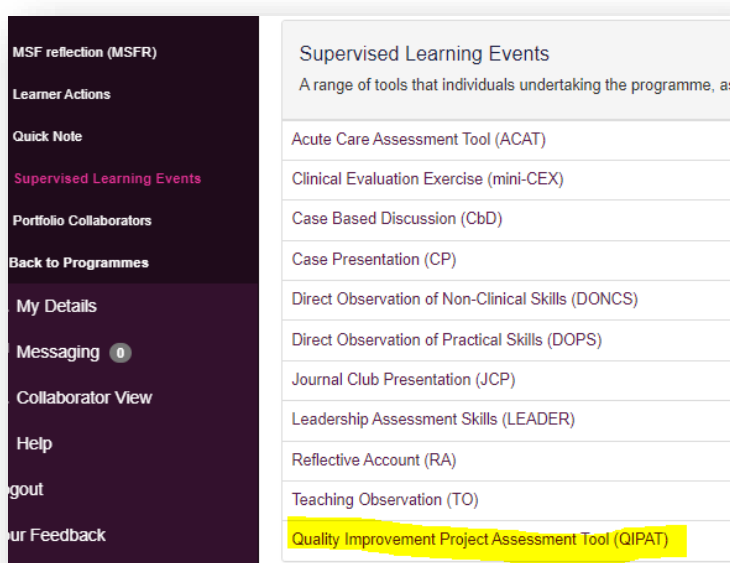 MSF reflection (MSFR)
Learner Actions
Quick Note
Supervised Learning Events
Portfolio Collaborators
Back to Programmes
My Details
Messaging 0
Collaborator View
Help
ogout
ur Feedback
Supervised Learning Events
A range of tools that individuals undertaking the programme, as
Acute Care Assessment Tool (ACAT)
Clinical Evaluation Exercise (mini-CEX)
Case Based Discussion (CbD)
Case Presentation (CP)
Direct Observation of Non-Clinical Skills (DONCS)
Direct Observation of Practical Skills (DOPS)
Journal Club Presentation (JCP)
Leadership Assessment Skills (LEADER)
Reflective Account (RA)
Teaching Observation (TO)
Quality Improvement Project Assessment Tool (QIPAT)